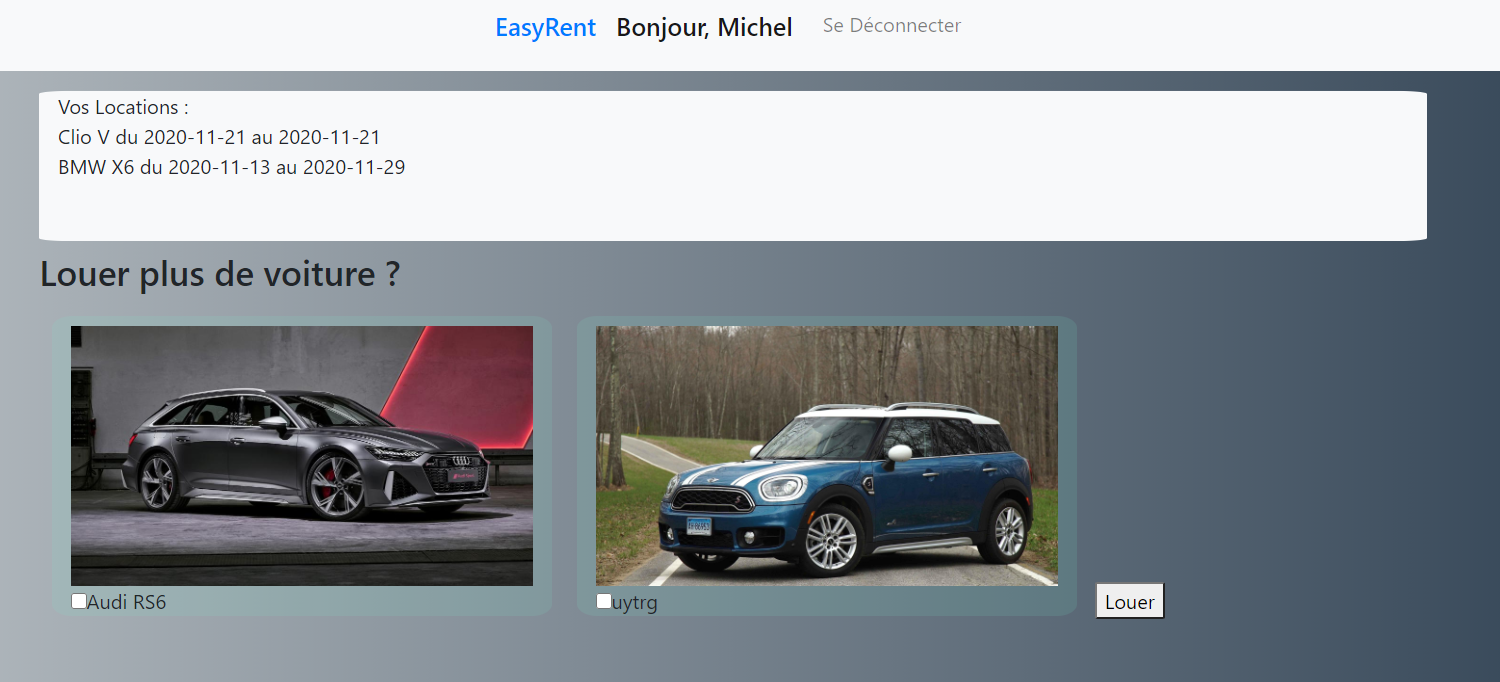 EasyRent Bonjour, Michel Se Déconnecter
Vos Locations :
Clio V du 2020-11-21 au 2020-11-21
BMW X6 du 2020-11-13 au 2020-11-29
Louer plus de voiture ?
Audi RS6
uytrg
Louer